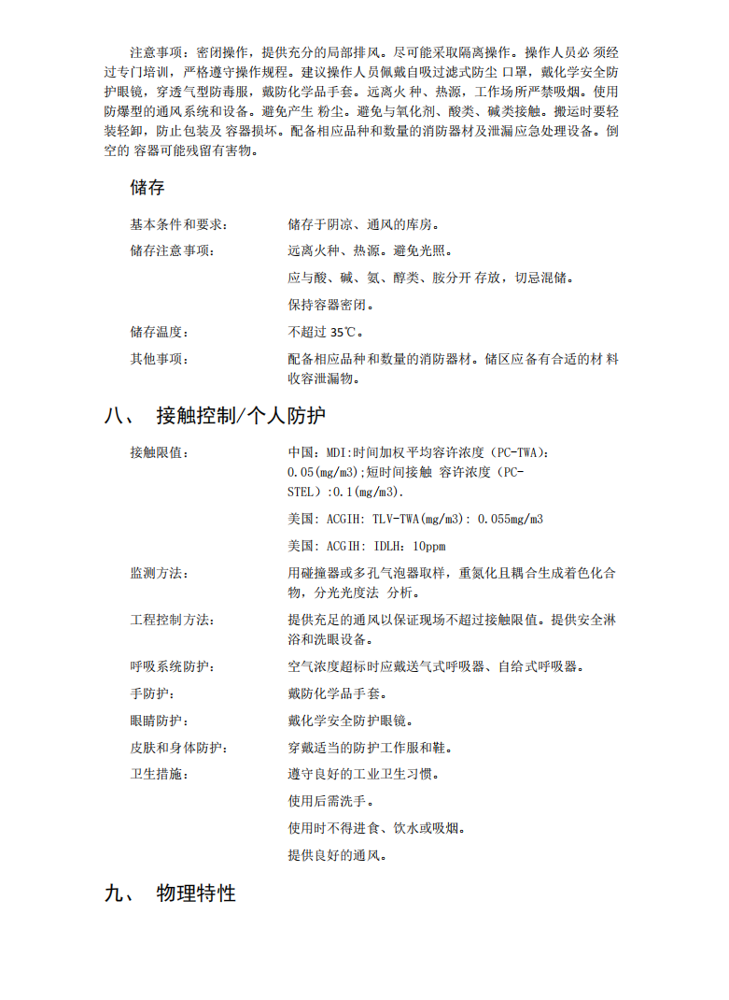 注意事项：密闭操作，提供充分的局部排风。尽可能采取隔离操作。操作人员必 须经
过专门培训，严格遵守操作规程。建议操作人员佩戴自吸过滤式防尘 口罩，戴化学安全防
护眼镜，穿透气型防毒服，戴防化学品手套。远离火 种、热源，工作场所严禁吸烟。使用
防爆型的通风系统和设备。避免产生 粉尘。避免与氧化剂、酸类、碱类接触。搬运时要轻
装轻卸，防止包装及 容器损坏。配备相应品种和数量的消防器材及泄漏应急处理设备。倒
空的 容器可能残留有害物。
储存
基本条件和要求： 储存于阴凉、通风的库房。
储存注意事项： 远离火种、热源。避免光照。
应与酸、碱、氨、醇类、胺分开 存放，切忌混储。
保持容器密闭。
储存温度： 不超过 35℃。
其他事项： 配备相应品种和数量的消防器材。储区应备有合适的材 料
收容泄漏物。
八、 接触控制/个人防护
接触限值： 中国：MDI:时间加权平均容许浓度（PC-TWA）：
0.05(mg/m3);短时间接触 容许浓度（PC-
STEL）:0.1(mg/m3).
美国: ACGIH: TLV-TWA(mg/m3): 0.055mg/m3
美国: ACGIH: IDLH：10ppm
监测方法： 用碰撞器或多孔气泡器取样，重氮化且耦合生成着色化合
物，分光光度法 分析。
工程控制方法： 提供充足的通风以保证现场不超过接触限值。提供安全淋
浴和洗眼设备。
呼吸系统防护： 空气浓度超标时应戴送气式呼吸器、自给式呼吸器。
手防护： 戴防化学品手套。
眼睛防护： 戴化学安全防护眼镜。
皮肤和身体防护： 穿戴适当的防护工作服和鞋。
卫生措施： 遵守良好的工业卫生习惯。
使用后需洗手。
使用时不得进食、饮水或吸烟。
提供良好的通风。
九、 物理特性